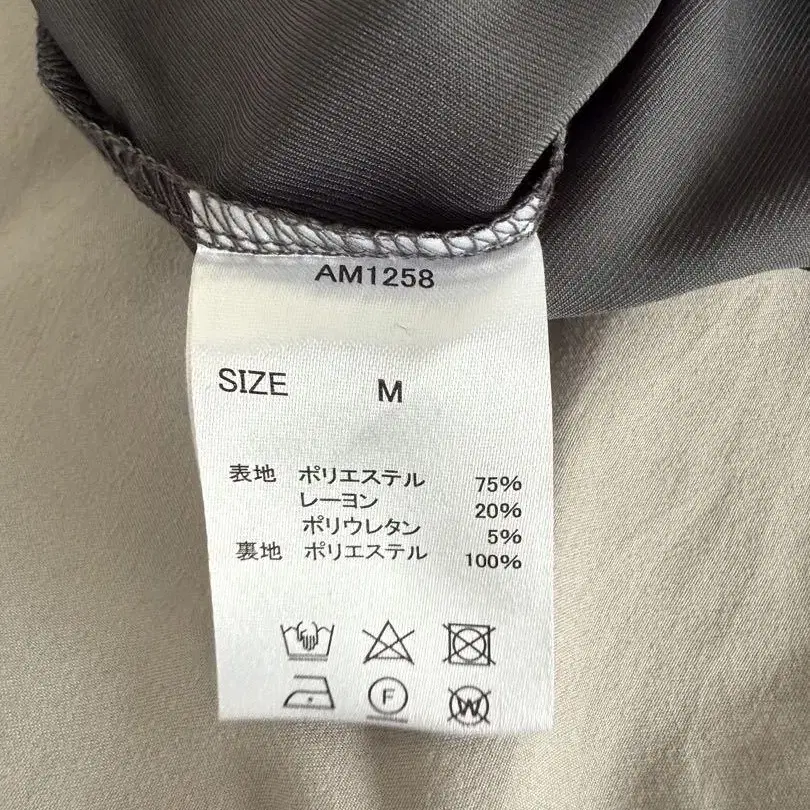 AM1258
SIZE M
表地 ポリエステル 75%
レーヨン 20%
ポリウレタン 5%
裏地 ポリエステル 100%
F
W